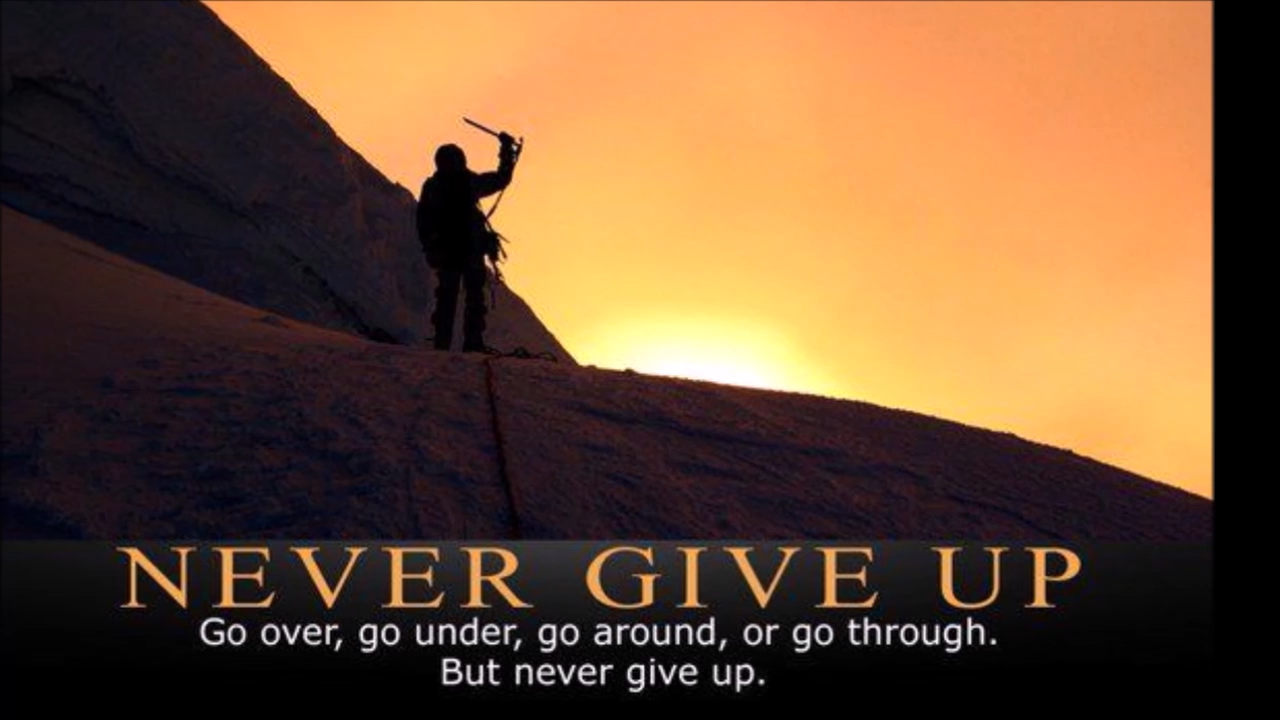 NEVER GIVE UP
Go over, go under, go around, or go through.
But never give up.